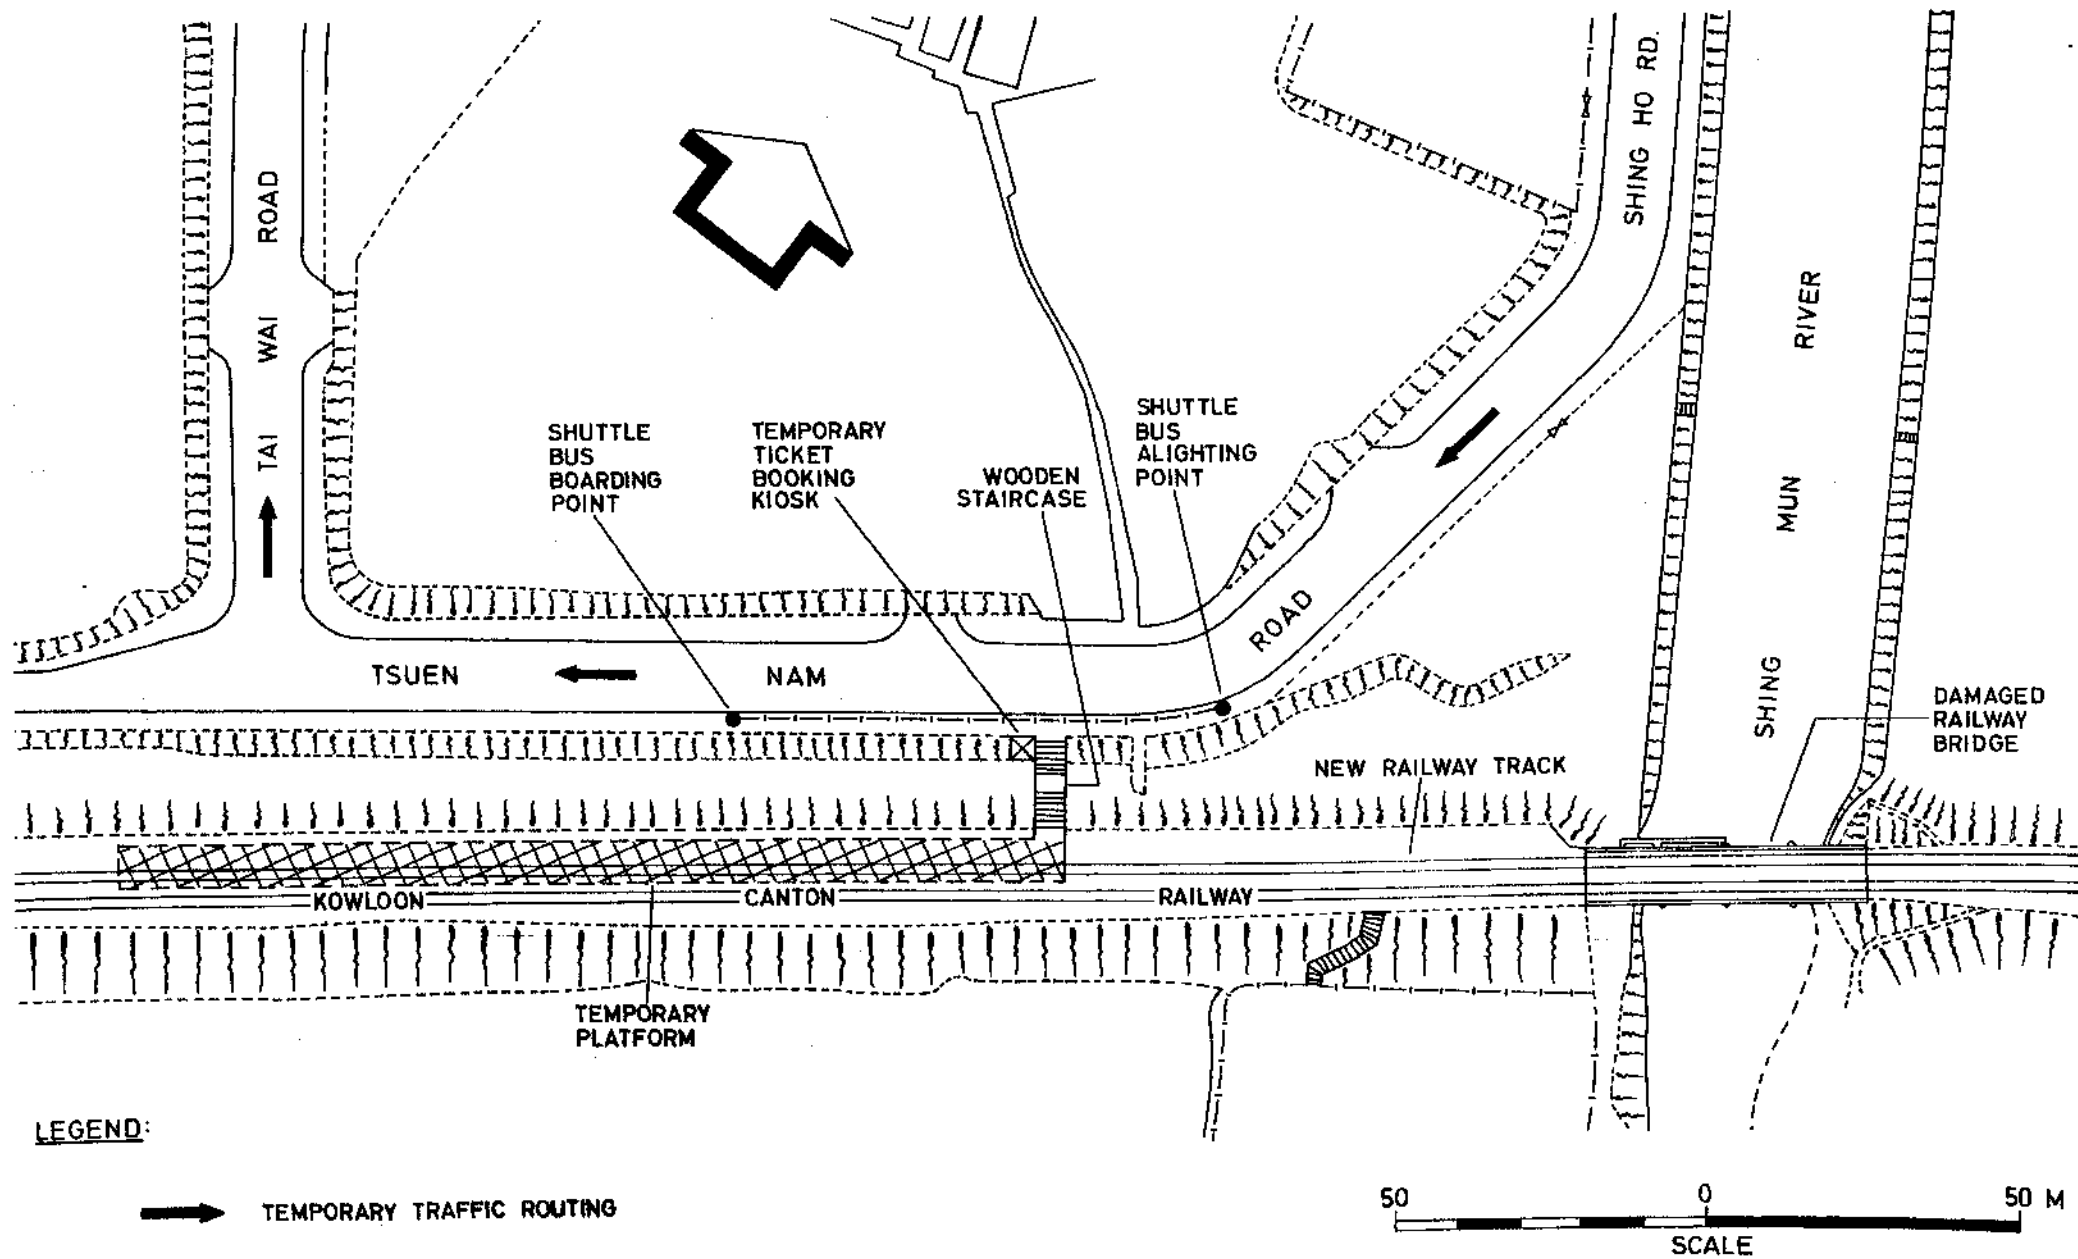 SHING HO RD.
TAI WAI ROAD
SHING MUN RIVER
SHUTTLE
BUS
BOARDING
POINT
TEMPORARY
TICKET
BOOKING
KIOSK
WOODEN
STAIRCASE
SHUTTLE
BUS
ALIGHTING
POINT
TSUEN NAM ROAD
DAMAGED
RAILWAY
BRIDGE
NEW RAILWAY TRACK
KOWLOON CANTON RAILWAY
TEMPORARY
PLATFORM
LEGEND:
TEMPORARY TRAFFIC ROUTING
50 0 50 M
SCALE